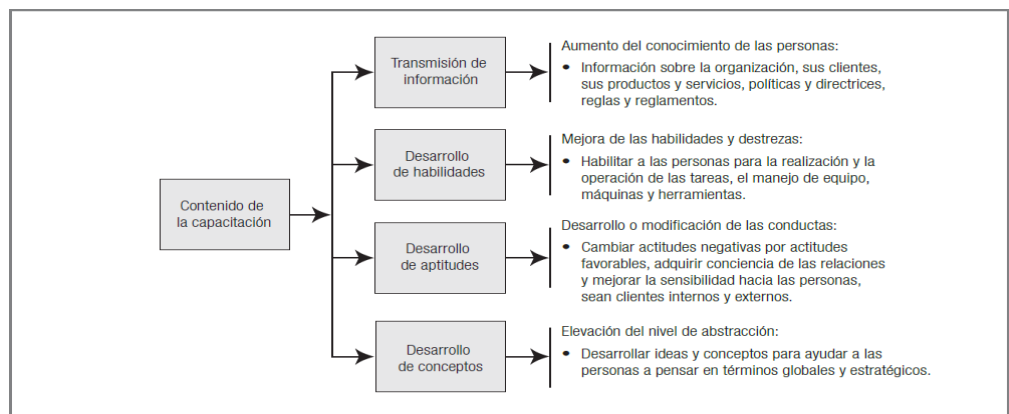 Contenido de
la capacitación
Transmisión de
información
Aumento del conocimiento de las personas:
• Información sobre la organización, sus clientes,
sus productos y servicios, políticas y directrices,
reglas y reglamentos.
Desarrollo
de habilidades
Mejora de las habilidades y destrezas:
• Habilitar a las personas para la realización y la
operación de las tareas, el manejo de equipo,
máquinas y herramientas.
Desarrollo
de aptitudes
Desarrollo o modificación de las conductas:
• Cambiar actitudes negativas por actitudes
favorables, adquirir conciencia de las relaciones
y mejorar la sensibilidad hacia las personas,
sean clientes internos y externos.
Desarrollo
de conceptos
Elevación del nivel de abstracción:
• Desarrollar ideas y conceptos para ayudar a las
personas a pensar en términos globales y estratégicos.